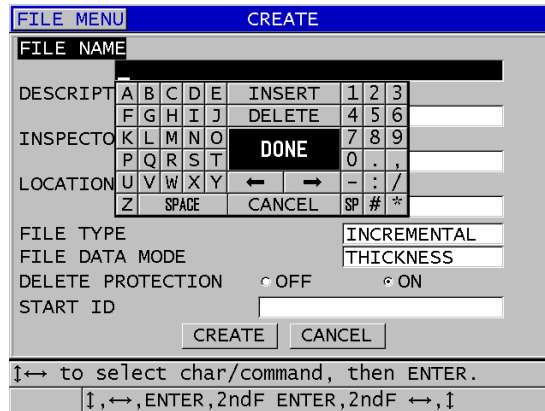 FILE MENU CREATE
FILE NAME
_
DESCRIPT A B C D E INSERT 1 2 3
F G H I J DELETE 4 5 6
INSPECTO K L M N O DONE 7 8 9
P Q R S T 0 . ,
LOCATION U V W X Y ← → - : /
Z SPACE CANCEL SP # *
FILE TYPE INCREMENTAL
FILE DATA MODE THICKNESS
DELETE PROTECTION OFF ON
START ID
CREATE CANCEL
↕↔ to select char/command, then ENTER.
↕,↔,ENTER,2ndF ENTER,2ndF ↔,↕